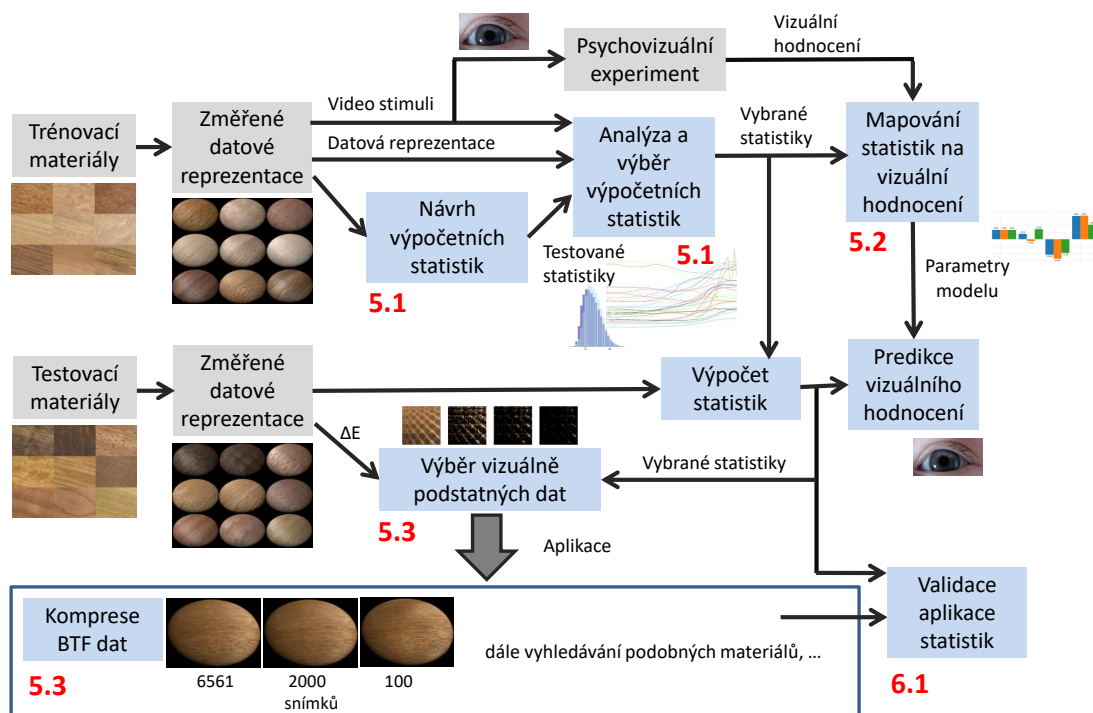 Psychovizuální
experiment
Vizuální
hodnocení
Trénovací
materiály
Změřené
datové
reprezentace
Video stimuli
Datová reprezentace
Návrh
výpočetních
statistik
5.1
Analýza a
výběr
výpočetních
statistik
5.1
Testované
statistiky
Vybrané
statistiky
Mapování
statistik na
vizuální
hodnocení
5.2
Parametry
modelu
Testovací
materiály
Změřené
datové
reprezentace
Výpočet
statistik
Predikce
vizuálního
hodnocení
ΔE
Výběr vizuálně
podstatných dat
5.3
Vybrané statistiky
Aplikace
Komprese
BTF dat
5.3
6561
2000
100
snímků
dále vyhledávání podobných materiálů, ...
Validace
aplikace
statistik
6.1